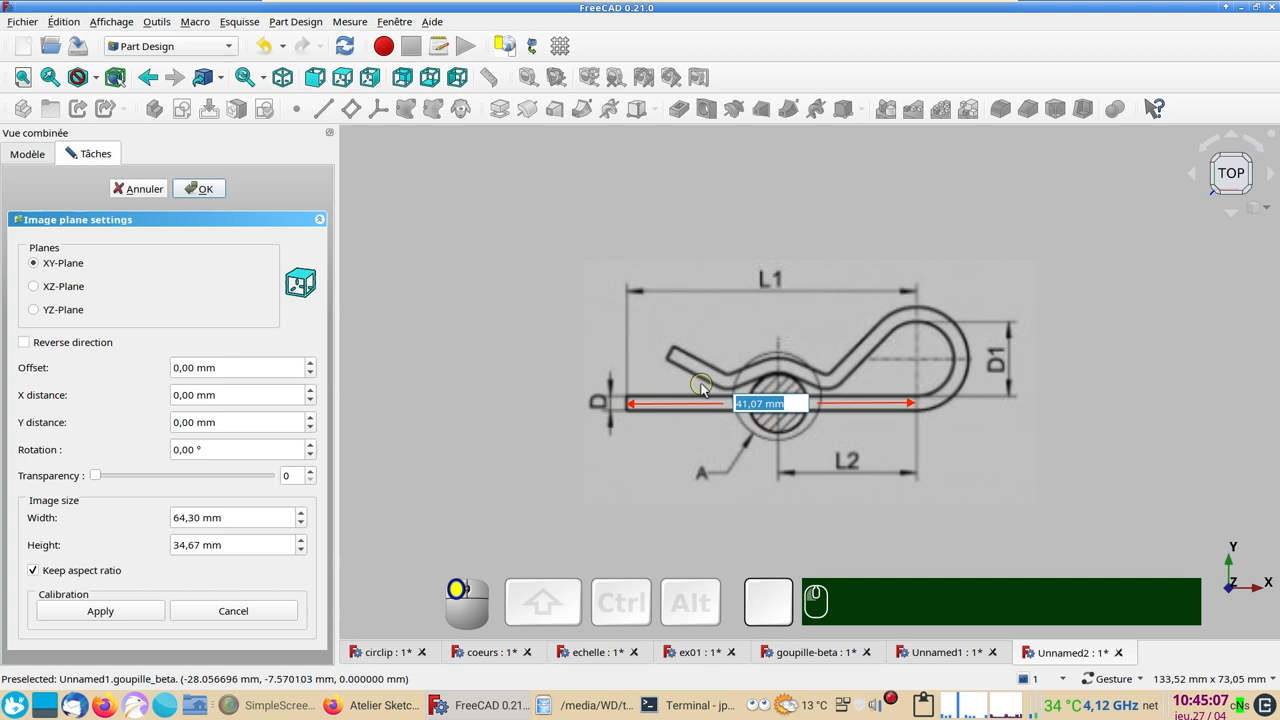 FreeCAD 0.21.0
Fichier Édition Affichage Outils Macro Esquisse Part Design Mesure Fenêtre Aide
Part Design
Vue combinée
Modèle Tâches
Annuler OK
TOP
Image plane settings
Planes
XY-Plane
XZ-Plane
YZ-Plane
Reverse direction
Offset: 0,00 mm
X distance: 0,00 mm
Y distance: 0,00 mm
Rotation : 0,00 °
Transparency : 0
Image size
Width: 64,30 mm
Height: 34,67 mm
Keep aspect ratio
Calibration
Apply Cancel
L1
D1
D
41,07 mm
L2
A
Y
Z
X
Ctrl Alt
circlip : 1* coeurs : 1* echelle : 1* ex01 : 1* goupille-beta : 1* Unnamed1 : 1* Unnamed2 : 1*
Preselected: Unnamed1.goupille_beta. (-28.056696 mm, -7.570103 mm, 0.000000 mm) 1 Gesture 133,52 mm x 73,05 mm
SimpleScree... Atelier Sketc... FreeCAD 0.21... /media/WD/t... Terminal - jp... 13 °C 34 °C 4,12 GHz net 10:45:07
jeu.27 / 04